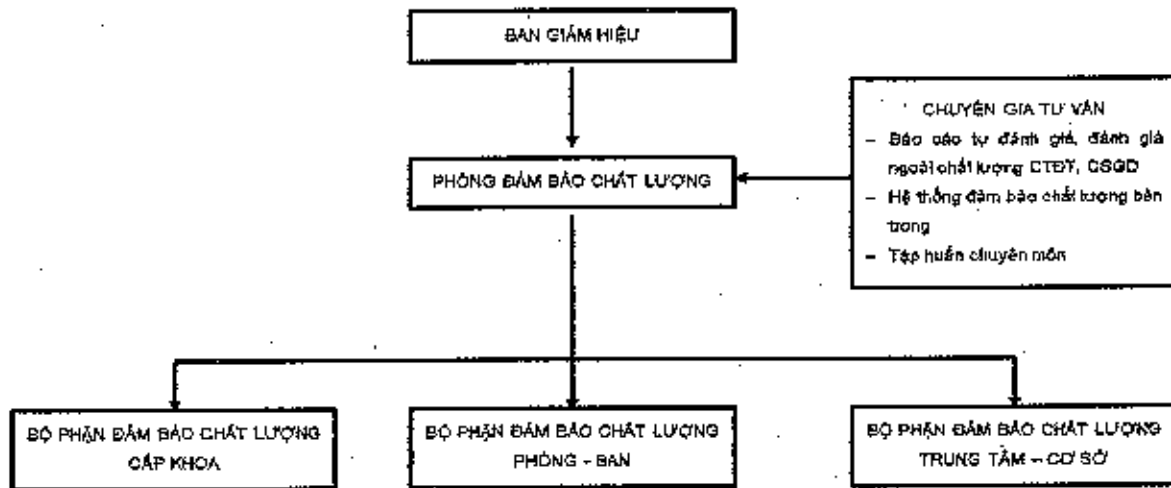 BAN GIÁM HIỆU
CHUYÊN GIA TƯ VẤN
– Báo cáo tự đánh giá, đánh giá
ngoài chất lượng CTĐT, CSGD
– Hệ thống đảm bảo chất lượng bên
trong
– Tập huấn chuyên môn
PHÒNG ĐẢM BẢO CHẤT LƯỢNG
BỘ PHẬN ĐẢM BẢO CHẤT LƯỢNG
CẤP KHOA
BỘ PHẬN ĐẢM BẢO CHẤT LƯỢNG
PHÒNG – BAN
BỘ PHẬN ĐẢM BẢO CHẤT LƯỢNG
TRUNG TÂM – CƠ SỞ